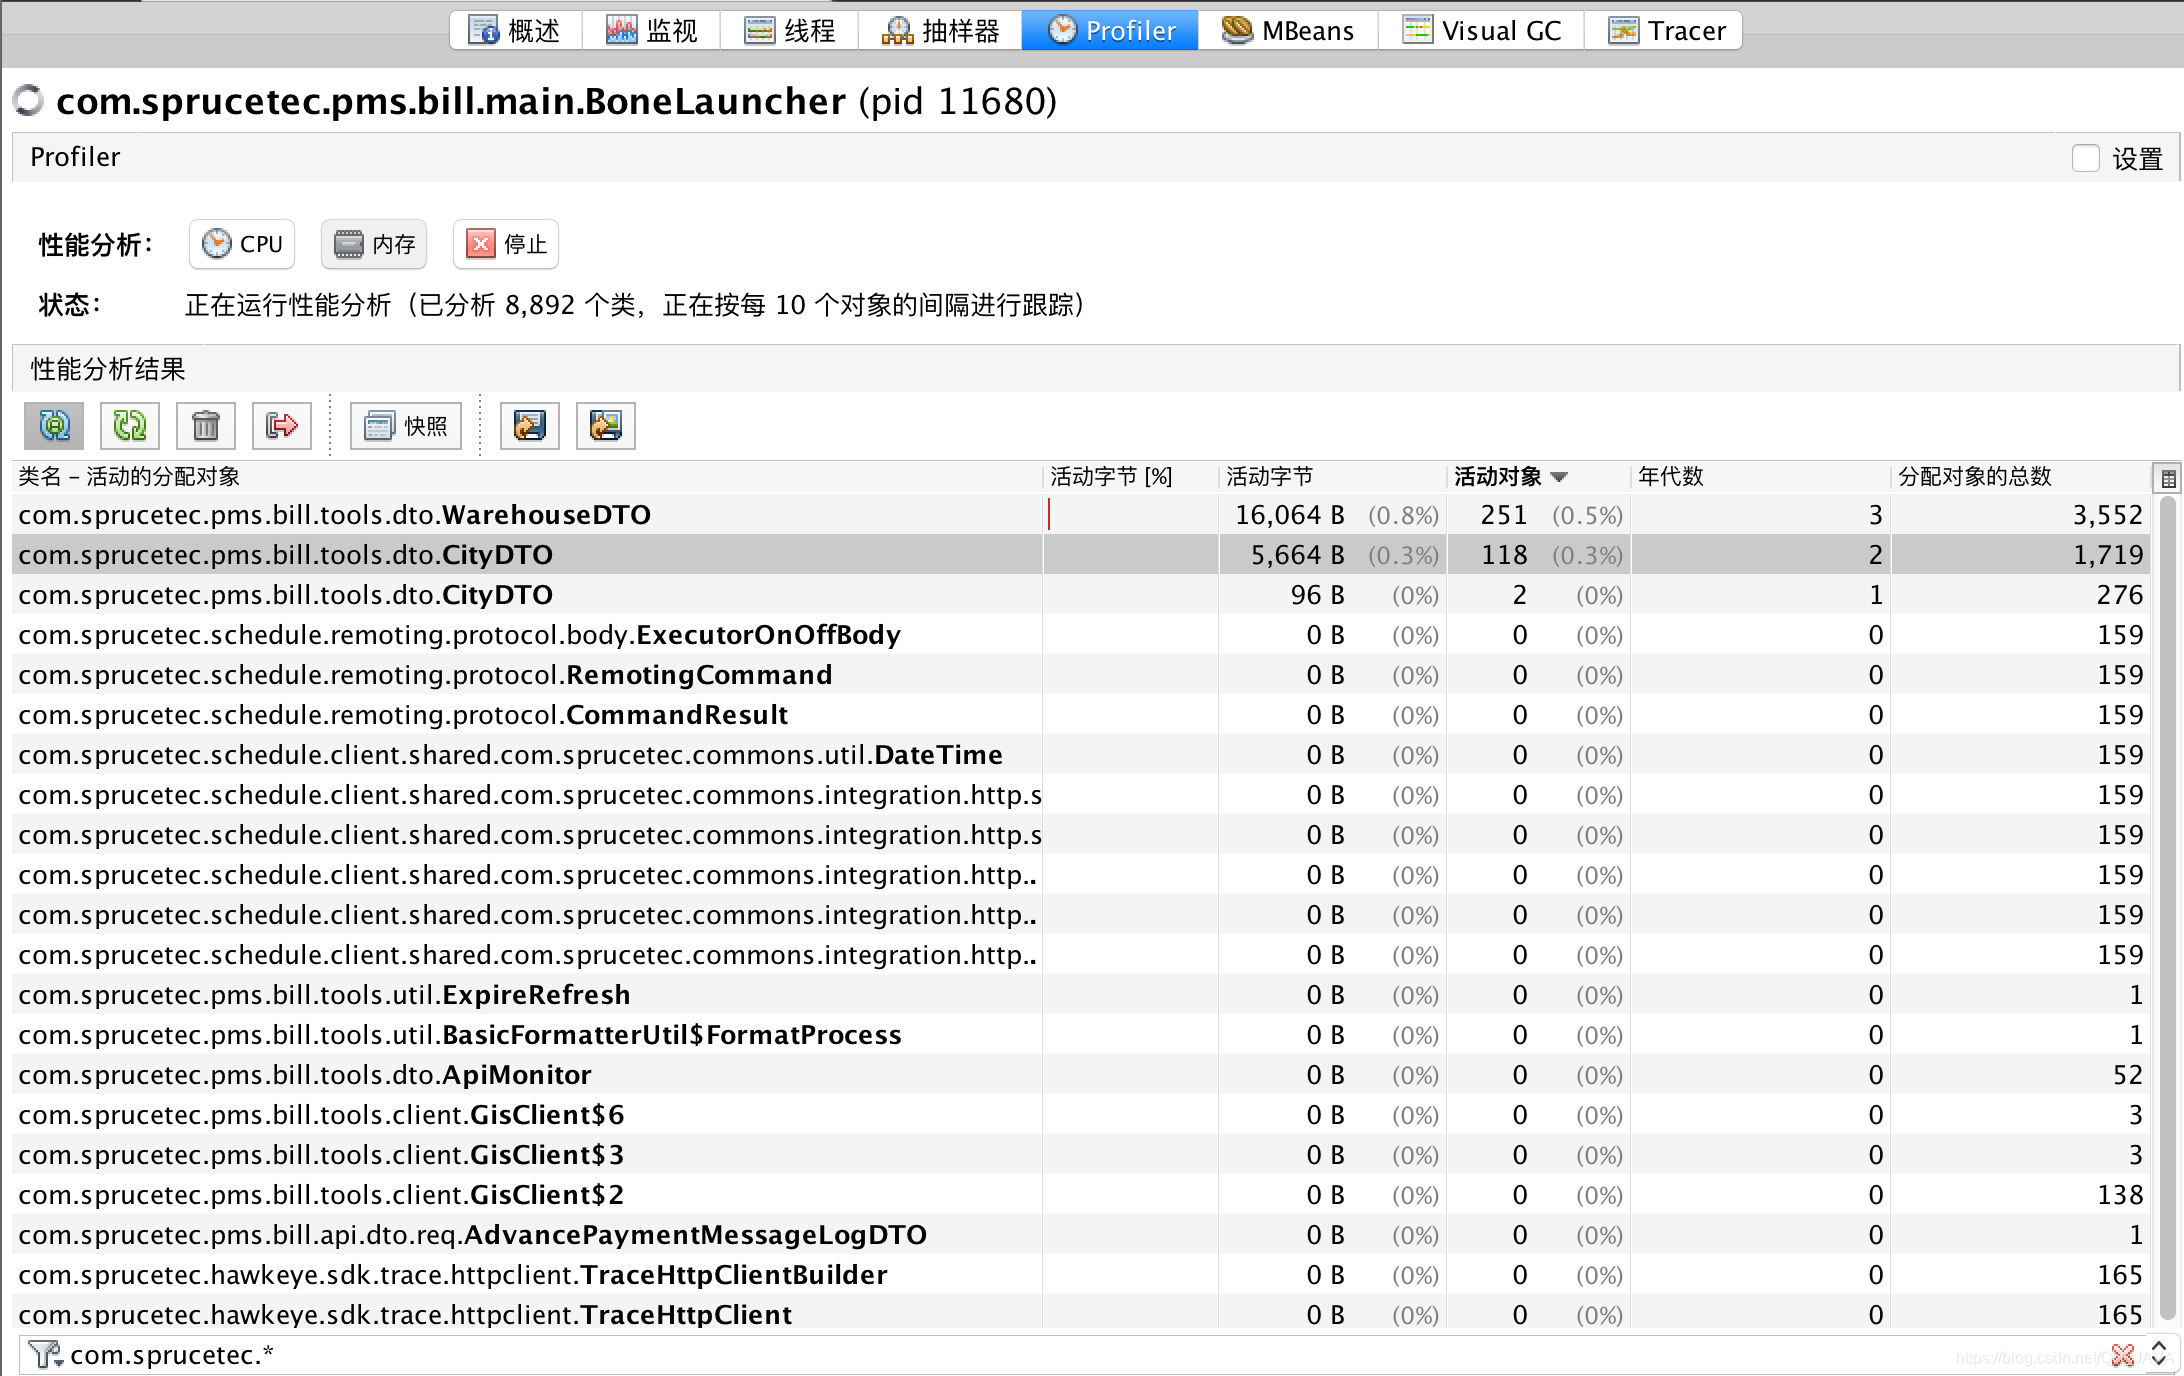 概述 监视 线程 抽样器 Profiler MBeans Visual GC Tracer
com.sprucetec.pms.bill.main.BoneLauncher (pid 11680)
Profiler 设置
性能分析： CPU 内存 停止
状态： 正在运行性能分析（已分析 8,892 个类，正在按每 10 个对象的间隔进行跟踪）
性能分析结果
快照
类名 – 活动的分配对象 活动字节 [%] 活动字节 活动对象 年代数 分配对象的总数
com.sprucetec.pms.bill.tools.dto.WarehouseDTO 16,064 B (0.8%) 251 (0.5%) 3 3,552
com.sprucetec.pms.bill.tools.dto.CityDTO 5,664 B (0.3%) 118 (0.3%) 2 1,719
com.sprucetec.pms.bill.tools.dto.CityDTO 96 B (0%) 2 (0%) 1 276
com.sprucetec.schedule.remoting.protocol.body.ExecutorOnOffBody 0 B (0%) 0 (0%) 0 159
com.sprucetec.schedule.remoting.protocol.RemotingCommand 0 B (0%) 0 (0%) 0 159
com.sprucetec.schedule.remoting.protocol.CommandResult 0 B (0%) 0 (0%) 0 159
com.sprucetec.schedule.client.shared.com.sprucetec.commons.util.DateTime 0 B (0%) 0 (0%) 0 159
com.sprucetec.schedule.client.shared.com.sprucetec.commons.integration.http.s 0 B (0%) 0 (0%) 0 159
com.sprucetec.schedule.client.shared.com.sprucetec.commons.integration.http.s 0 B (0%) 0 (0%) 0 159
com.sprucetec.schedule.client.shared.com.sprucetec.commons.integration.http.. 0 B (0%) 0 (0%) 0 159
com.sprucetec.schedule.client.shared.com.sprucetec.commons.integration.http.. 0 B (0%) 0 (0%) 0 159
com.sprucetec.schedule.client.shared.com.sprucetec.commons.integration.http.. 0 B (0%) 0 (0%) 0 159
com.sprucetec.pms.bill.tools.util.ExpireRefresh 0 B (0%) 0 (0%) 0 1
com.sprucetec.pms.bill.tools.util.BasicFormatterUtil$FormatProcess 0 B (0%) 0 (0%) 0 1
com.sprucetec.pms.bill.tools.dto.ApiMonitor 0 B (0%) 0 (0%) 0 52
com.sprucetec.pms.bill.tools.client.GisClient$6 0 B (0%) 0 (0%) 0 3
com.sprucetec.pms.bill.tools.client.GisClient$3 0 B (0%) 0 (0%) 0 3
com.sprucetec.pms.bill.tools.client.GisClient$2 0 B (0%) 0 (0%) 0 138
com.sprucetec.pms.bill.api.dto.req.AdvancePaymentMessageLogDTO 0 B (0%) 0 (0%) 0 1
com.sprucetec.hawkeye.sdk.trace.httpclient.TraceHttpClientBuilder 0 B (0%) 0 (0%) 0 165
com.sprucetec.hawkeye.sdk.trace.httpclient.TraceHttpClient 0 B (0%) 0 (0%) 0 165
com.sprucetec.*